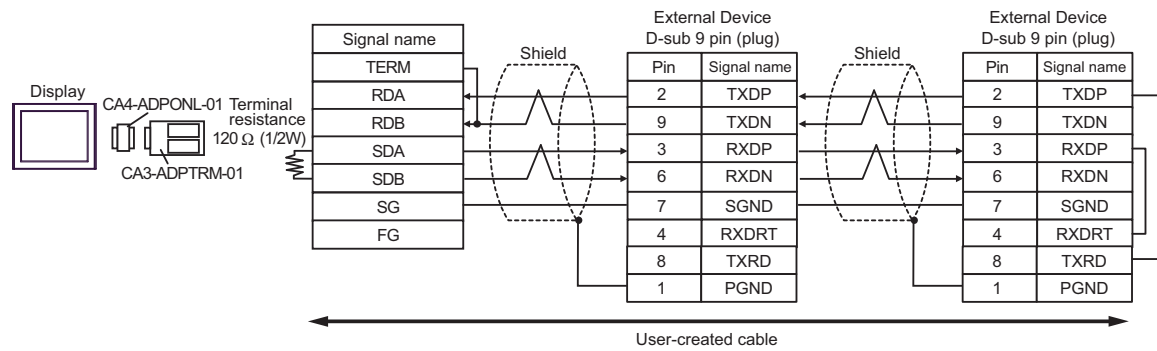 Display
CA4-ADPONL-01
CA3-ADPTRM-01
Terminal
resistance
120 Ω (1/2W)
Signal name
TERM
RDA
RDB
SDA
SDB
SG
FG
Shield
External Device
D-sub 9 pin (plug)
Pin Signal name
2 TXDP
9 TXDN
3 RXDP
6 RXDN
7 SGND
4 RXDRT
8 TXRD
1 PGND
Shield
External Device
D-sub 9 pin (plug)
Pin Signal name
2 TXDP
9 TXDN
3 RXDP
6 RXDN
7 SGND
4 RXDRT
8 TXRD
1 PGND
User-created cable